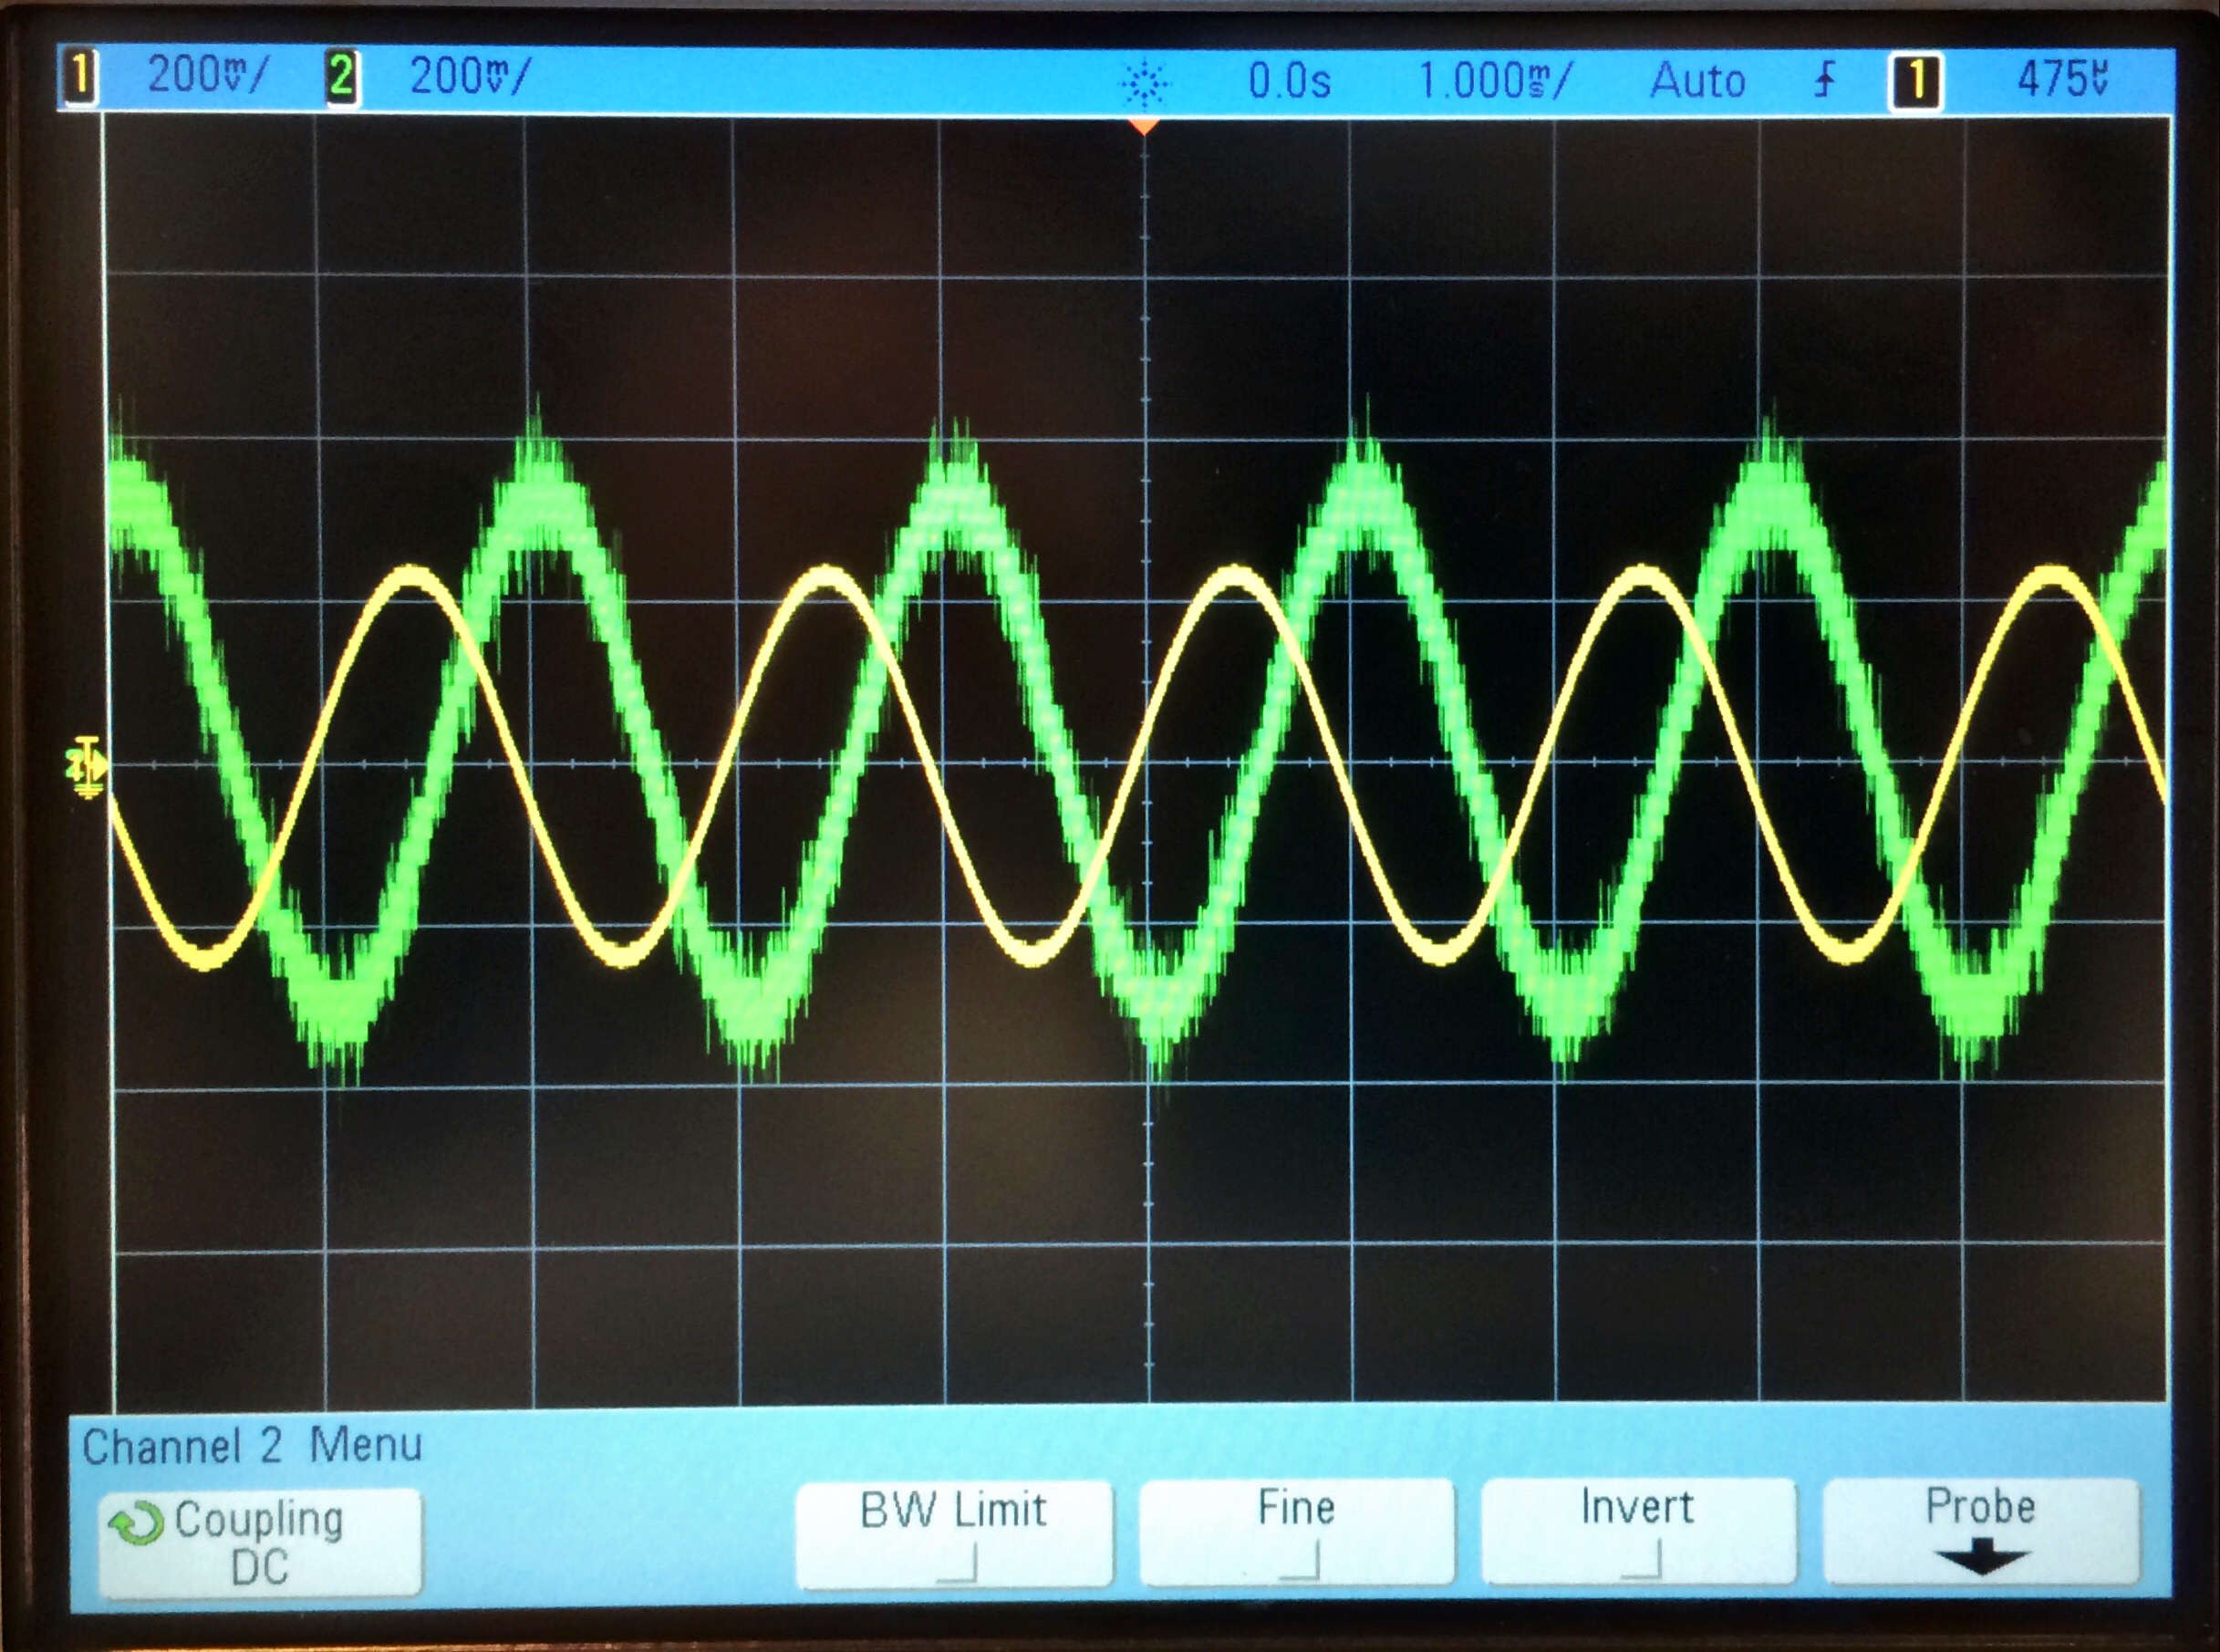 1 200mV/ 2 200mV/ 0.0s 1.000ms/ Auto 1 475µV
Channel 2 Menu
Coupling
DC
BW Limit
Fine
Invert
Probe